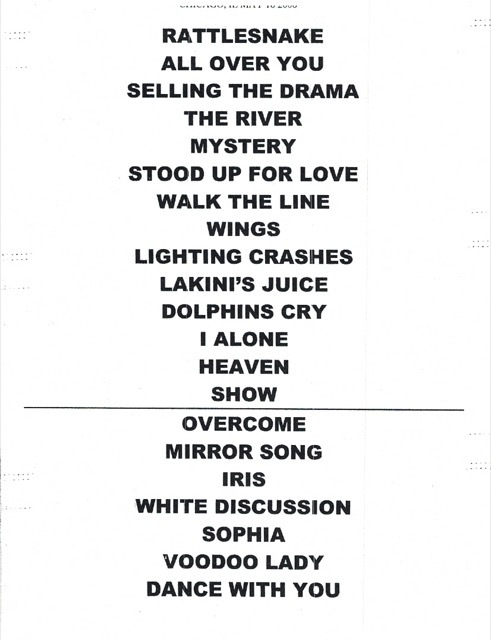 RATTLESNAKE
ALL OVER YOU
SELLING THE DRAMA
THE RIVER
MYSTERY
STOOD UP FOR LOVE
WALK THE LINE
WINGS
LIGHTING CRASHES
LAKINI'S JUICE
DOLPHINS CRY
I ALONE
HEAVEN
SHOW
OVERCOME
MIRROR SONG
IRIS
WHITE DISCUSSION
SOPHIA
VOODOO LADY
DANCE WITH YOU